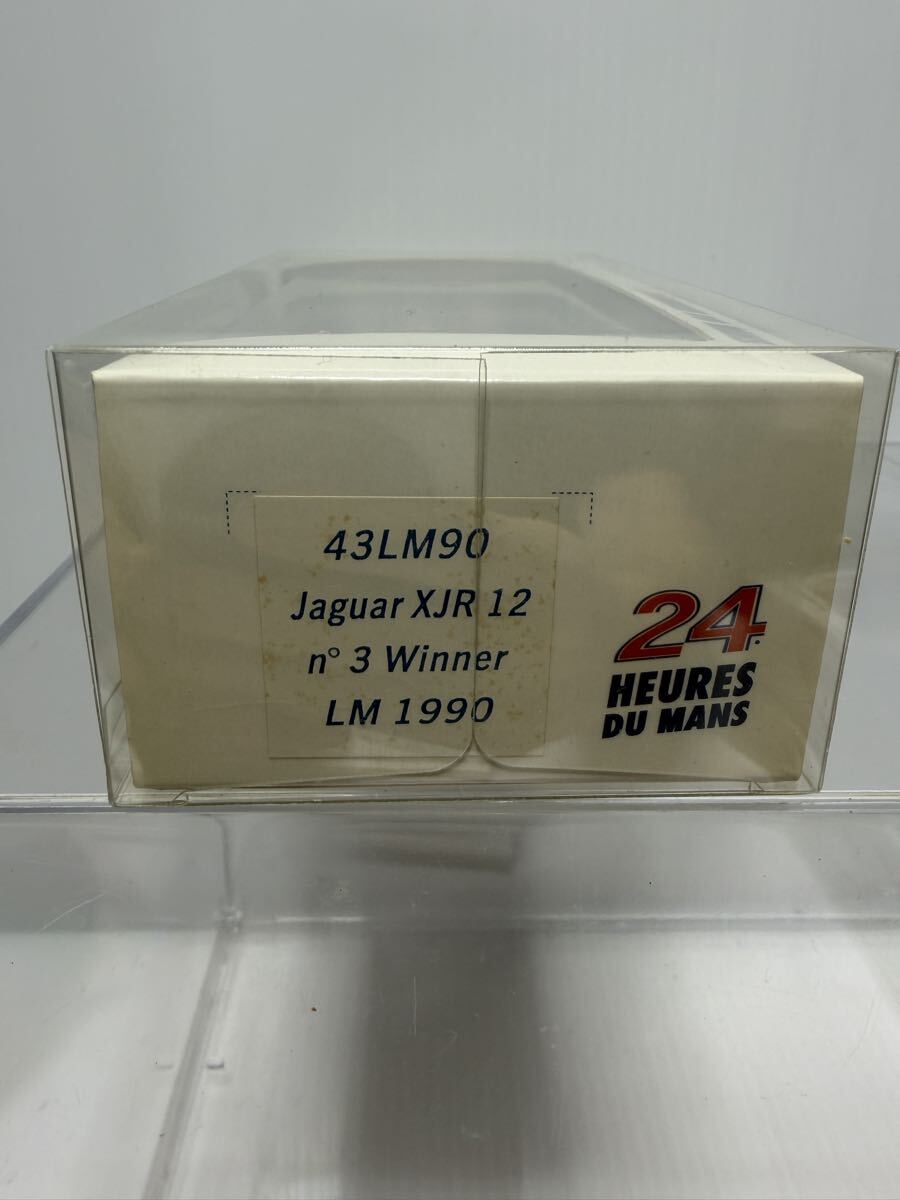 43LM90
Jaguar XJR 12
n° 3 Winner
LM 1990
24
HEURES
DU MANS